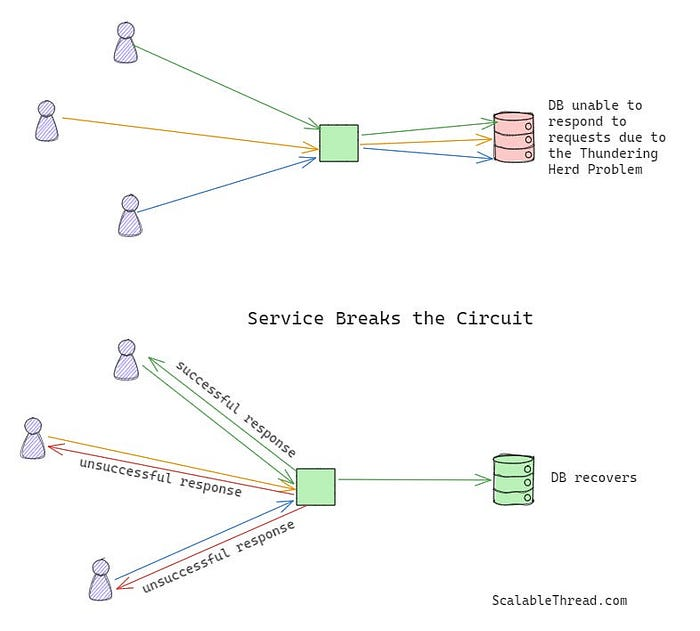 DB unable to
respond to
requests due to
the Thundering
Herd Problem
Service Breaks the Circuit
successful response
unsuccessful response
DB recovers
unsuccessful response
ScalableThread.com